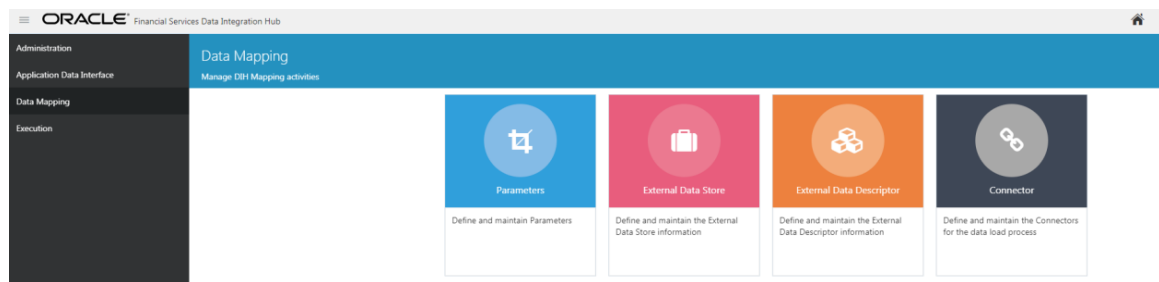 ORACLE® Financial Services Data Integration Hub
Administration
Application Data Interface
Data Mapping
Execution
Data Mapping
Manage DIH Mapping activities
Parameters
Define and maintain Parameters
External Data Store
Define and maintain the External
Data Store information
External Data Descriptor
Define and maintain the External
Data Descriptor information
Connector
Define and maintain the Connectors
for the data load process